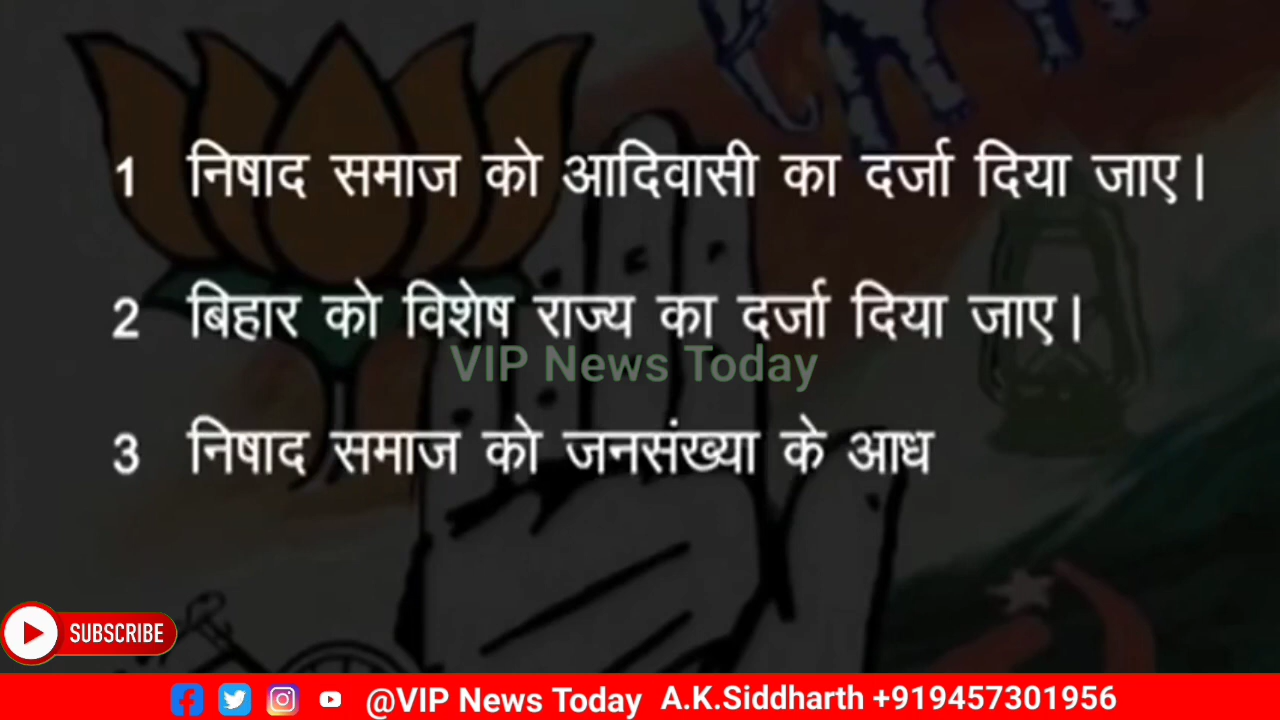 1 निषाद समाज को आदिवासी का दर्जा दिया जाए।
2 बिहार को विशेष राज्य का दर्जा दिया जाए।
VIP News Today
3 निषाद समाज को जनसंख्या के आध
SUBSCRIBE
@VIP News Today A.K.Siddharth +919457301956